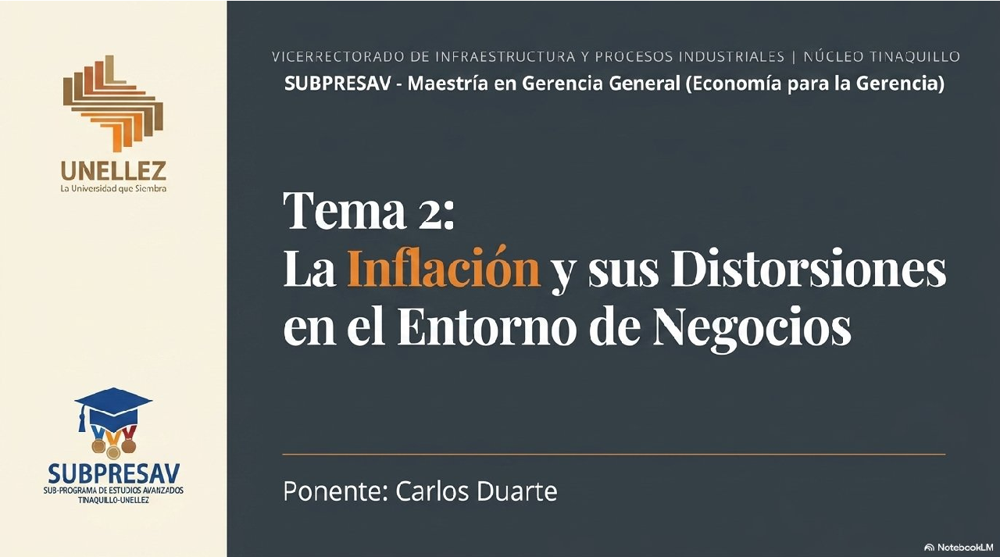 UNELLEZ
La Universidad que Siembra
VICERRECTORADO DE INFRAESTRUCTURA Y PROCESOS INDUSTRIALES | NÚCLEO TINAQUILLO
SUBPRESAV - Maestría en Gerencia General (Economía para la Gerencia)
Tema 2:
La Inflación y sus Distorsiones
en el Entorno de Negocios
SUBPRESAV
SUB-PROGRAMA DE ESTUDIOS AVANZADOS
TINAQUILLO-UNELLEZ
Ponente: Carlos Duarte
NotebookLM